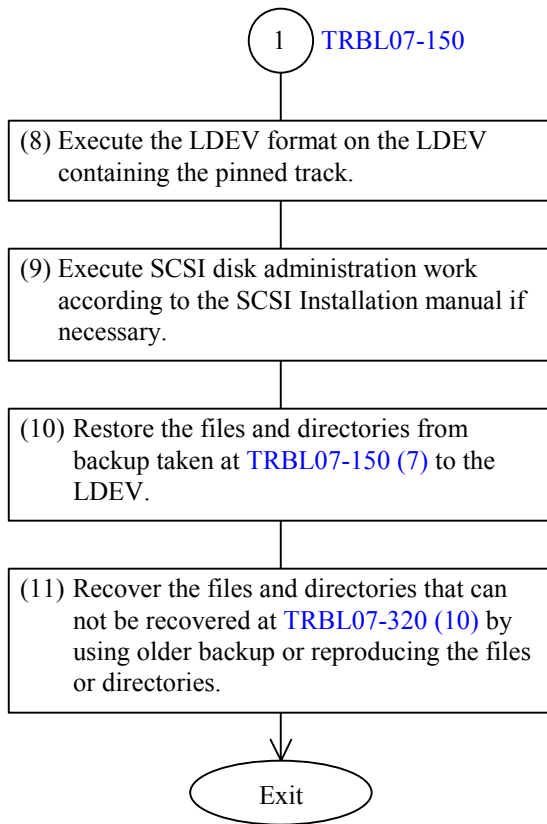 1 TRBL07-150
(8) Execute the LDEV format on the LDEV
containing the pinned track.
(9) Execute SCSI disk administration work
according to the SCSI Installation manual if
necessary.
(10) Restore the files and directories from
backup taken at TRBL07-150 (7) to the
LDEV.
(11) Recover the files and directories that can
not be recovered at TRBL07-320 (10) by
using older backup or reproducing the files
or directories.
Exit